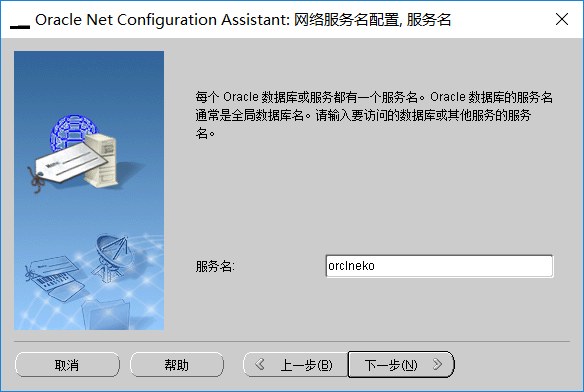 Oracle Net Configuration Assistant: 网络服务名配置, 服务名
每个 Oracle 数据库或服务都有一个服务名。Oracle 数据库的服务名
通常是全局数据库名。请输入要访问的数据库或其他服务的服务
名。
服务名:
orclneko
取消
帮助
上一步(B)
下一步(N)